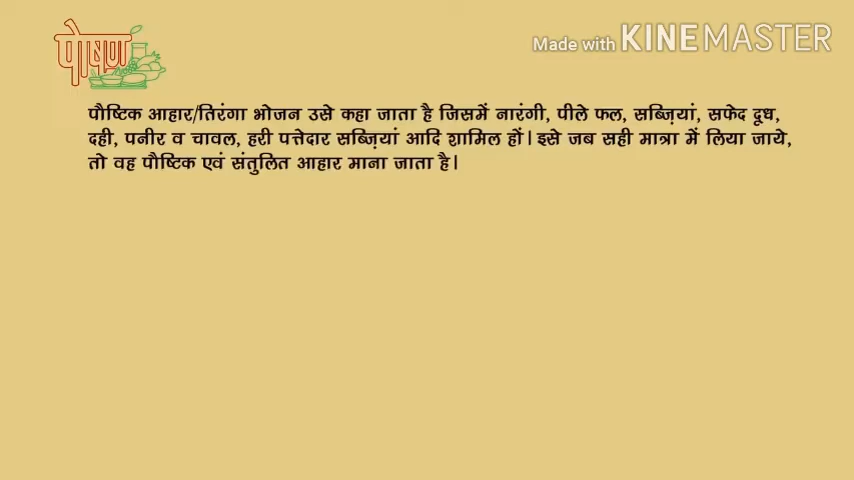 पोषण
Made with KINEMASTER
पौष्टिक आहार/तिरंगा भोजन उसे कहा जाता है जिसमें नारंगी, पीले फल, सब्ज़ियां, सफेद दूध,
दही, पनीर व चावल, हरी पत्तेदार सब्ज़ियां आदि शामिल हों। इसे जब सही मात्रा में लिया जाये,
तो वह पौष्टिक एवं संतुलित आहार माना जाता है।